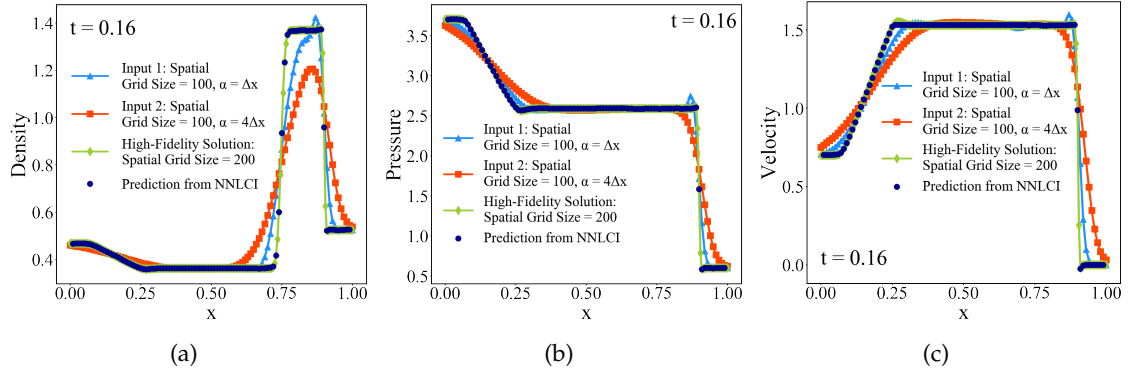 t = 0.16
Input 1: Spatial
Grid Size = 100, α = Δx
Input 2: Spatial
Grid Size = 100, α = 4Δx
High-Fidelity Solution:
Spatial Grid Size = 200
Prediction from NNLCI
Density
1.4
1.2
1.0
0.8
0.6
0.4
0.00
0.25
0.50
0.75
1.00
x
(a)
t = 0.16
Input 1: Spatial
Grid Size = 100, α = Δx
Input 2: Spatial
Grid Size = 100, α = 4Δx
High-Fidelity Solution:
Spatial Grid Size = 200
Prediction from NNLCI
Pressure
3.5
3.0
2.5
2.0
1.5
1.0
0.5
0.00
0.25
0.50
0.75
1.00
x
(b)
Input 1: Spatial
Grid Size = 100, α = Δx
Input 2: Spatial
Grid Size = 100, α = 4Δx
High-Fidelity Solution:
Spatial Grid Size = 200
Prediction from NNLCI
t = 0.16
Velocity
1.5
1.0
0.5
0.0
0.00
0.25
0.50
0.75
1.00
x
(c)